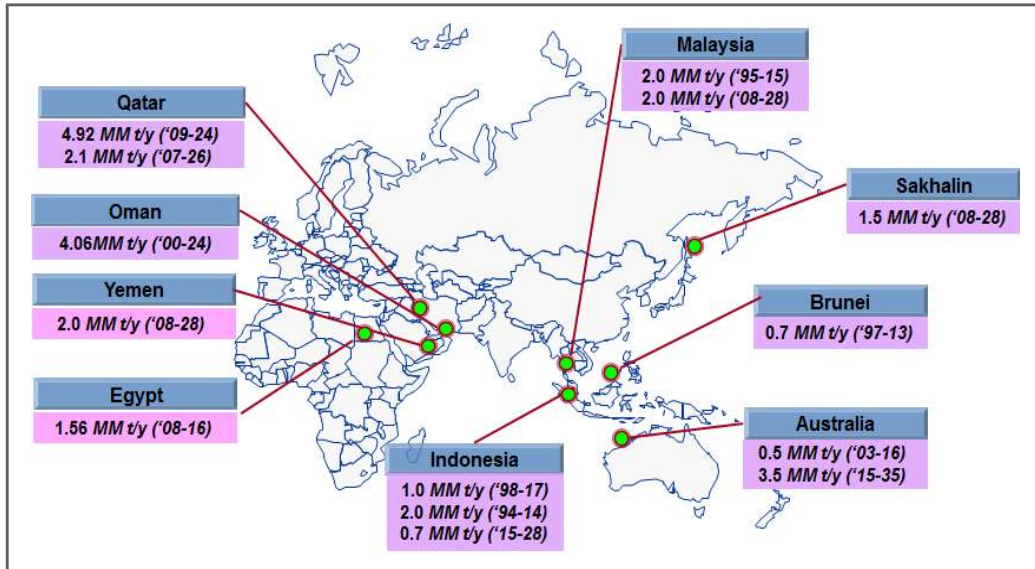 Malaysia
2.0 MM t/y (‘95-15)
2.0 MM t/y (‘08-28)
Qatar
4.92 MM t/y (‘09-24)
2.1 MM t/y (‘07-26)
Sakhalin
1.5 MM t/y (‘08-28)
Oman
4.06MM t/y (‘00-24)
Yemen
2.0 MM t/y (‘08-28)
Brunei
0.7 MM t/y (‘97-13)
Egypt
1.56 MM t/y (‘08-16)
Australia
0.5 MM t/y (‘03-16)
3.5 MM t/y (‘15-35)
Indonesia
1.0 MM t/y (‘98-17)
2.0 MM t/y (‘94-14)
0.7 MM t/y (‘15-28)